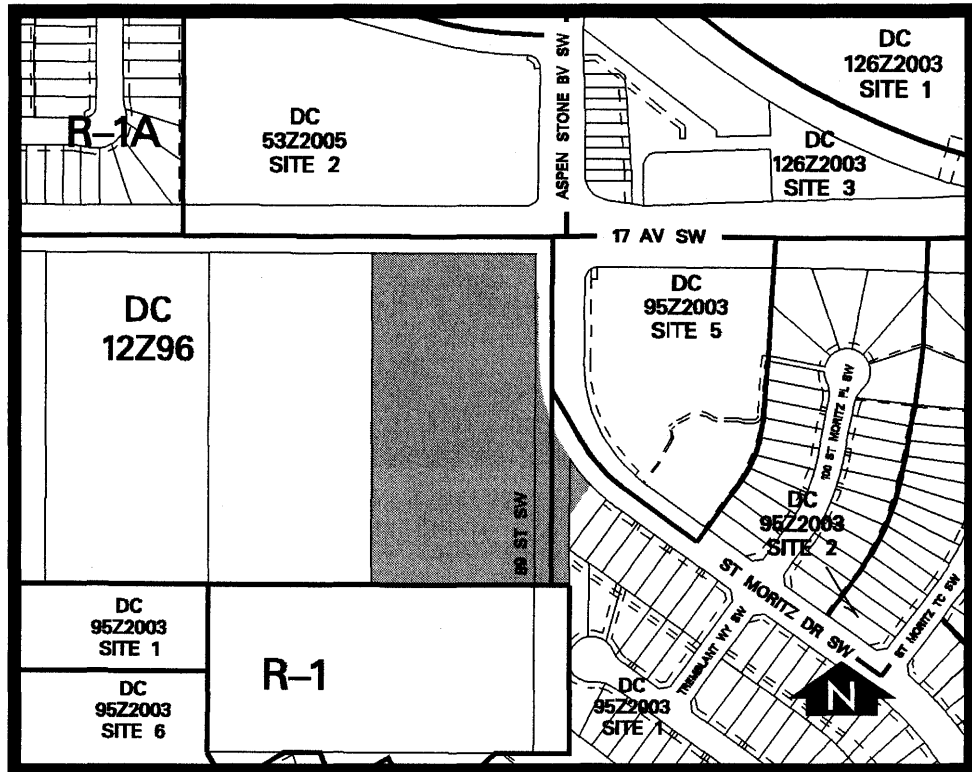 DC
126Z2003
SITE 1
R-1A
DC
53Z2005
SITE 2
ASPEN STONE BV SW
DC
126Z2003
SITE 3
17 AV SW
DC
12Z96
DC
95Z2003
SITE 5
100 ST MORITZ PL SW
DC
95Z2003
SITE 2
89 ST SW
ST MORITZ DR SW
ST MORITZ TC SW
TREMBLANT WY SW
DC
95Z2003
SITE 1
R-1
DC
95Z2003
SITE 6
DC
95Z2003
SITE 1
N